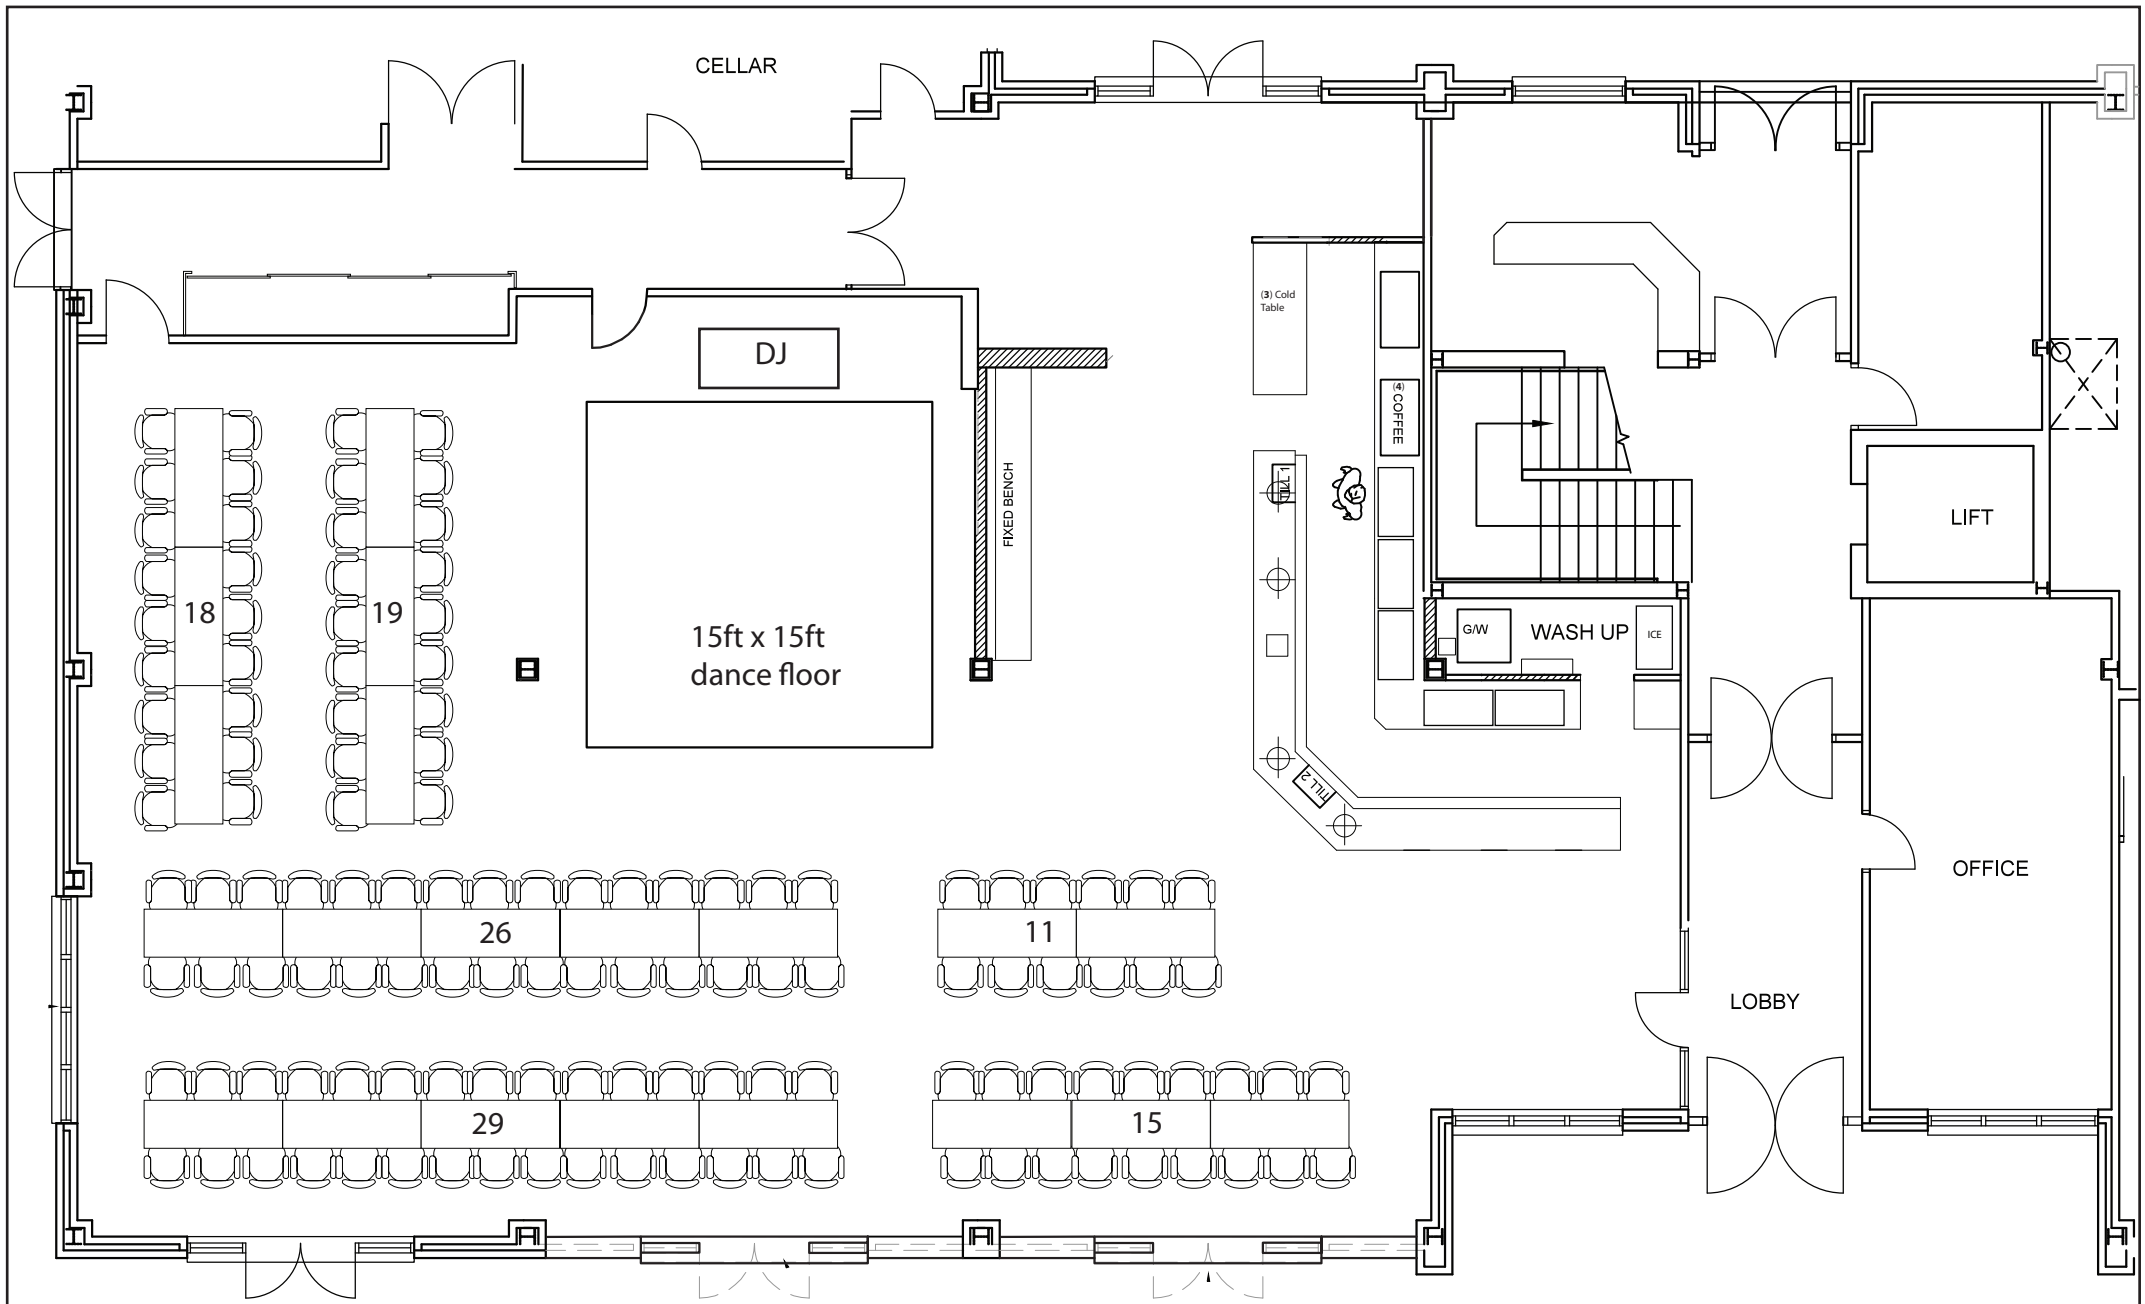 CELLAR
(3) Cold
Table
DJ
(4)
COFFEE
FIXED BENCH
TILL 1
LIFT
18
19
15ft x 15ft
dance floor
G/W
WASH UP
ICE
TILL 2
OFFICE
26
11
LOBBY
29
15